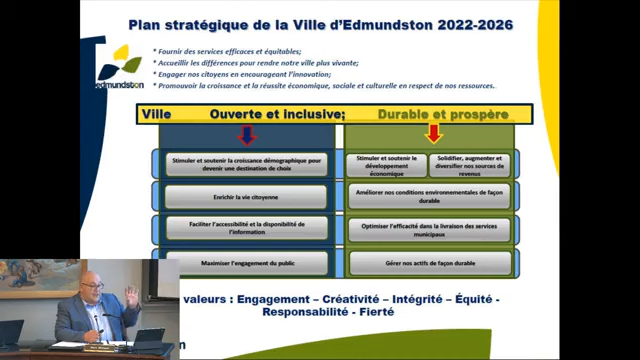 Plan stratégique de la Ville d'Edmundston 2022-2026
* Fournir des services efficaces et équitables;
* Accueillir les différences pour rendre notre ville plus vivante;
* Engager nos citoyens en encourageant l'innovation;
* Promouvoir la croissance et la réussite économique, sociale et culturelle en respect de nos ressources.
edmundston
Ville Ouverte et inclusive; Durable et prospère
Stimuler et soutenir la croissance démographique pour
devenir une destination de choix
Stimuler et soutenir le
développement
économique
Solidifier, augmenter et
diversifier nos sources de
revenus
Enrichir la vie citoyenne
Améliorer nos conditions environnementales de façon
durable
Faciliter l'accessibilité et la disponibilité de
l'information
Optimiser l'efficacité dans la livraison des services
municipaux
Maximiser l'engagement du public
Gérer nos actifs de façon durable
valeurs : Engagement – Créativité – Intégrité – Équité -
Responsabilité - Fierté